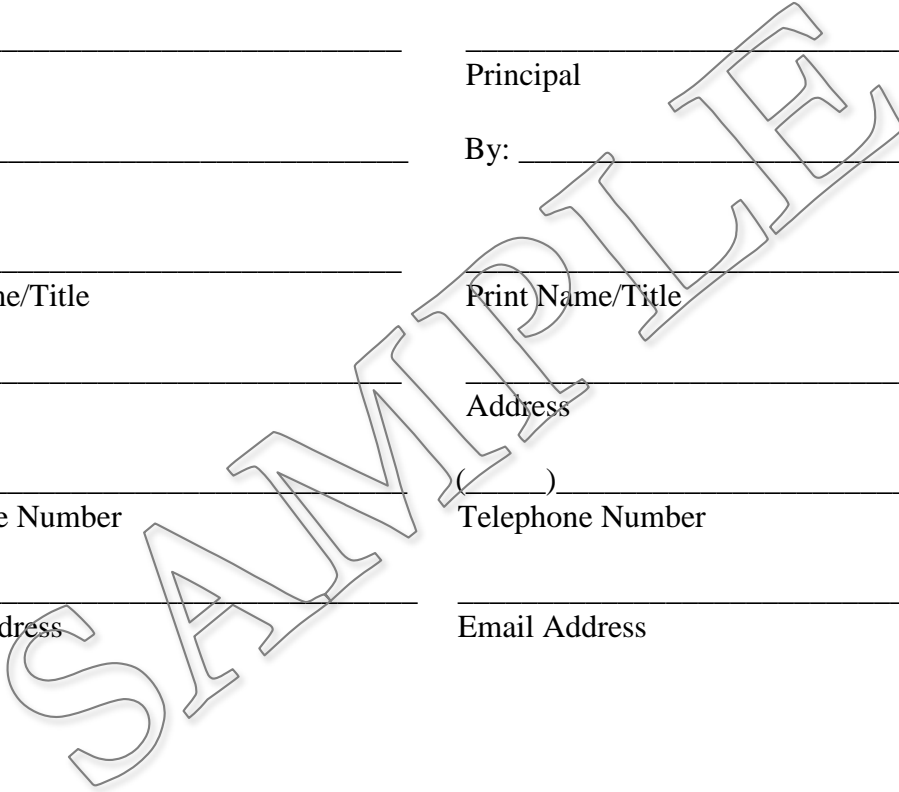 Principal
By:
ne/Title Print Name/Title
Address
( )
e Number Telephone Number
dress Email Address
SAMPLE